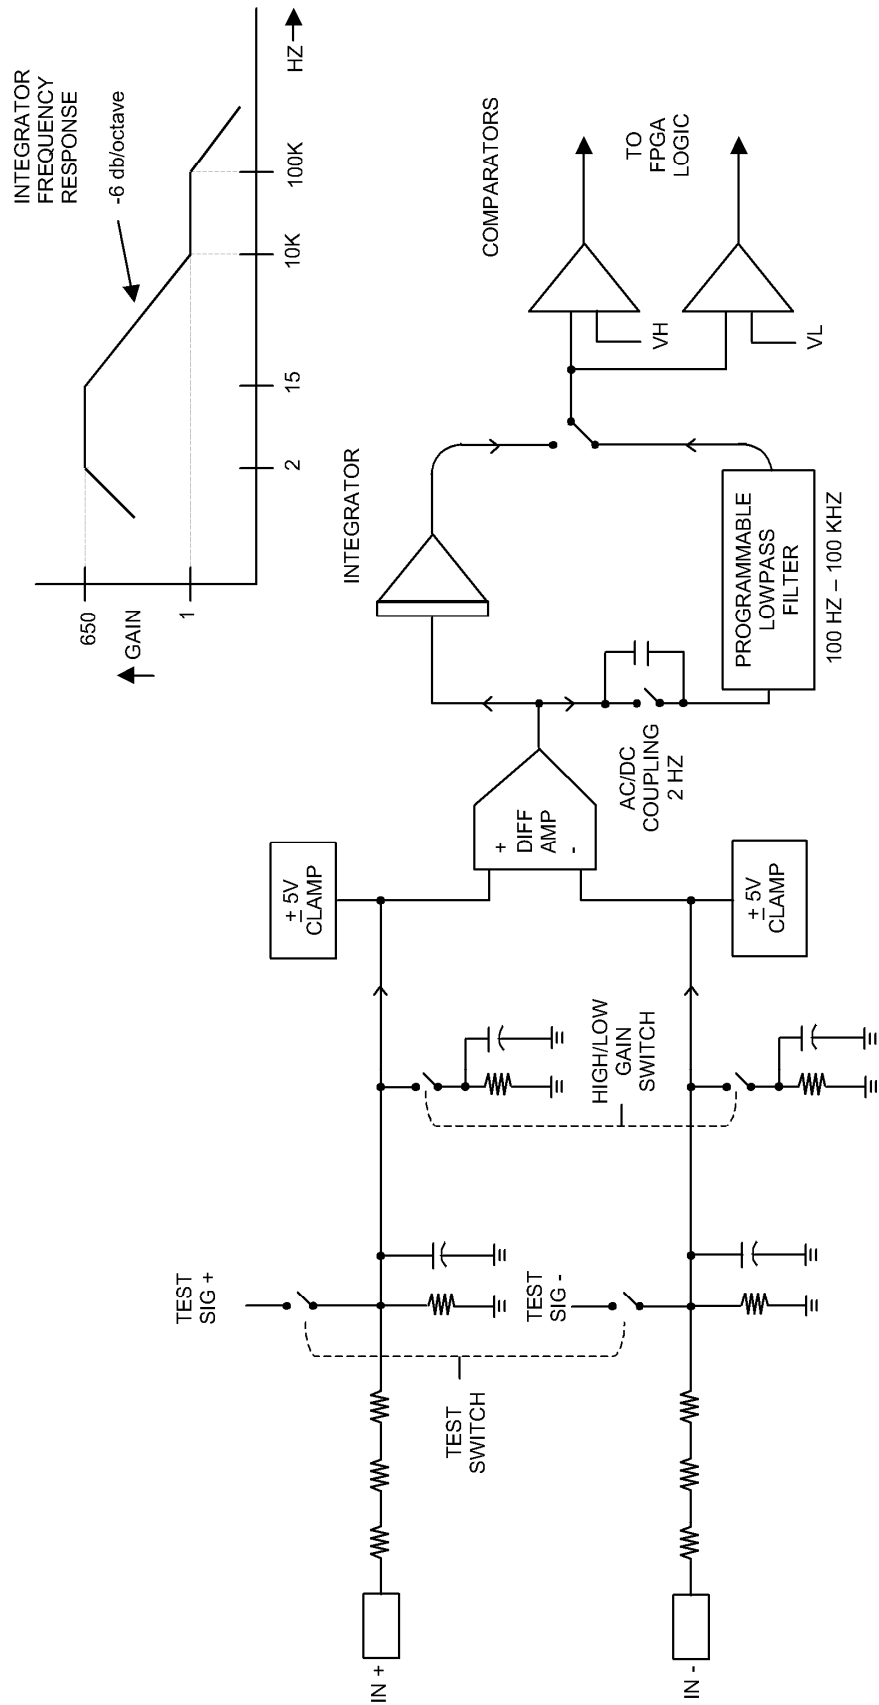 INTEGRATOR
FREQUENCY
RESPONSE
-6 db/octave
GAIN
650
1
2
15
10K
100K
HZ
IN +
IN -
TEST
SWITCH
TEST
SIG +
TEST
SIG -
HIGH/LOW
GAIN
SWITCH
± 5V
CLAMP
± 5V
CLAMP
+
DIFF
AMP
-
AC/DC
COUPLING
2 HZ
INTEGRATOR
PROGRAMMABLE
LOWPASS
FILTER
100 HZ – 100 KHZ
COMPARATORS
VH
VL
TO
FPGA
LOGIC